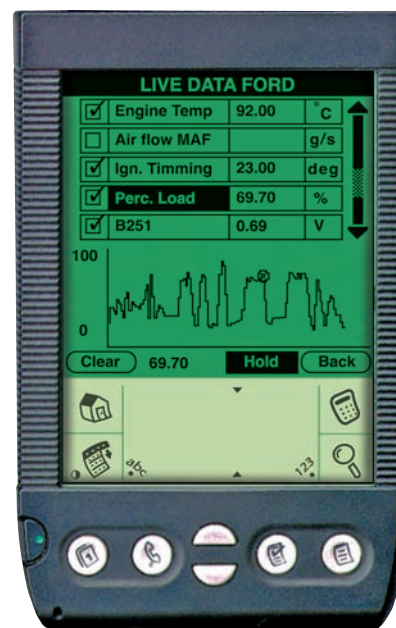 LIVE DATA FORD
Engine Temp 92.00 °C
Air flow MAF g/s
Ign. Timming 23.00 deg
Perc. Load 69.70 %
B251 0.69 V
100
0
Clear 69.70 Hold Back
abc 123
1